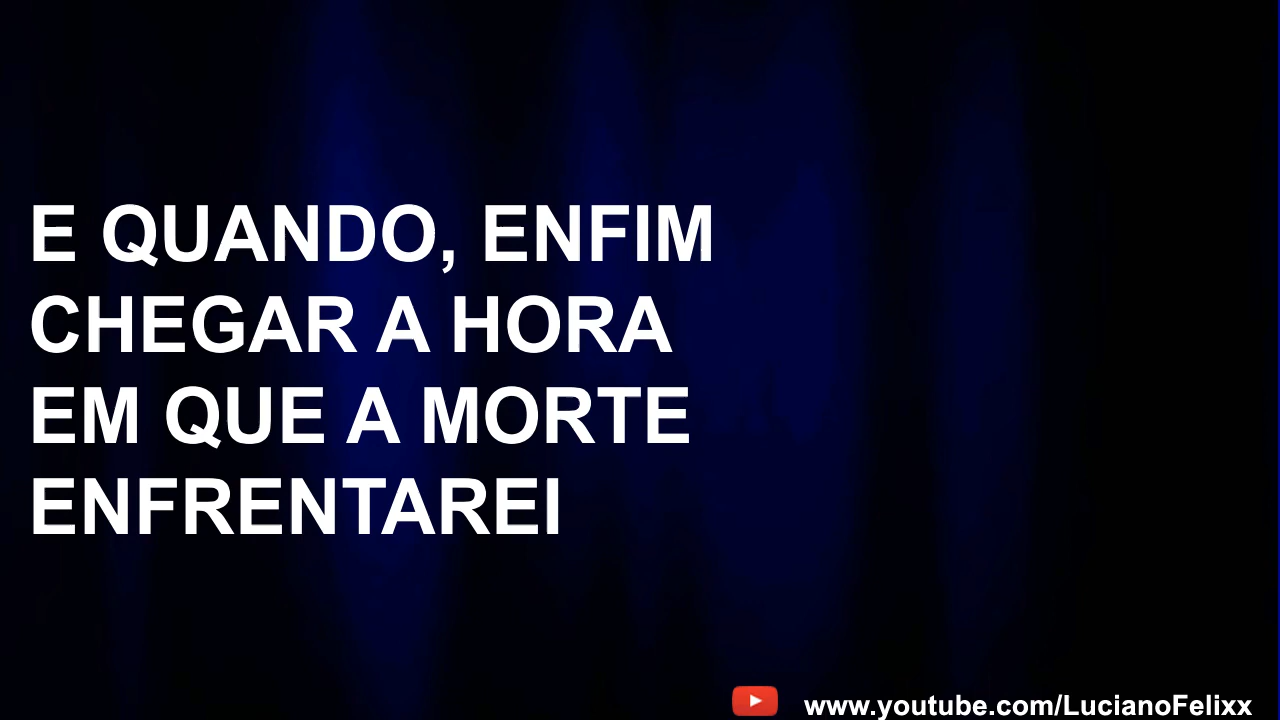 E QUANDO, ENFIM
CHEGAR A HORA
EM QUE A MORTE
ENFRENTAREI
www.youtube.com/LucianoFelixx